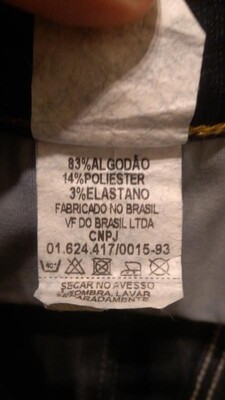 83%ALGODÃO
14%POLIESTER
3%ELASTANO
FABRICADO NO BRASIL
VF DO BRASIL LTDA
CNPJ
01.624.417/0015-93
40°
SECAR NO AVESSO
À SOMBRA, LAVAR
SEPARADAMENTE